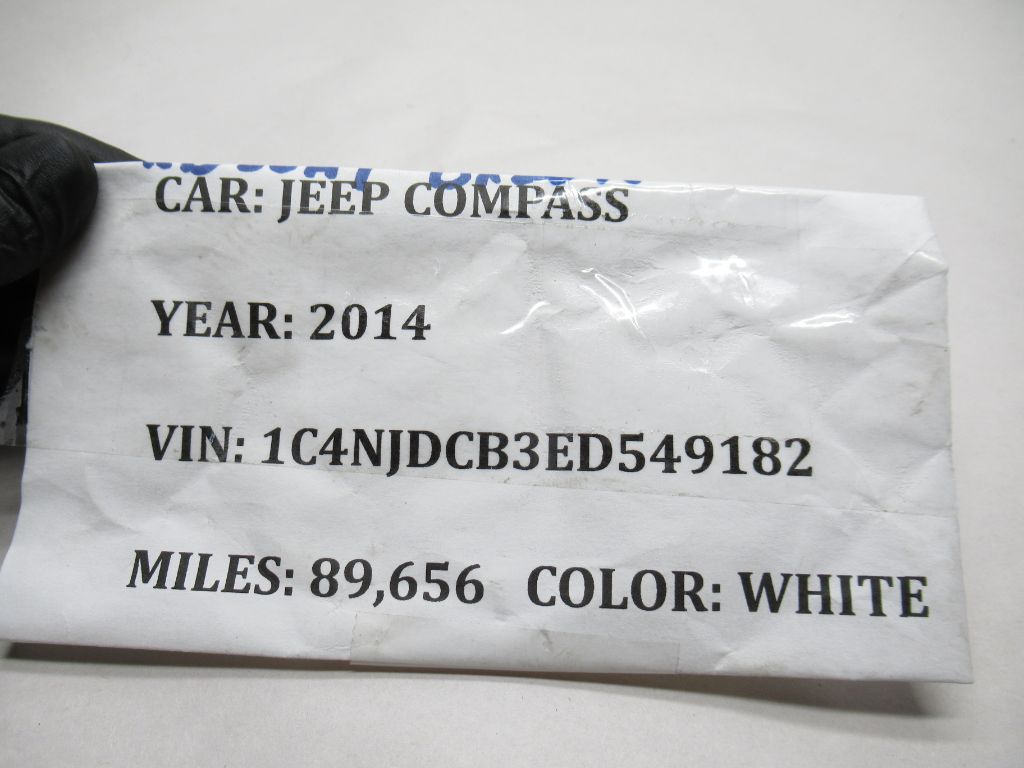 CAR: JEEP COMPASS
YEAR: 2014
VIN: 1C4NJDCB3ED549182
MILES: 89,656 COLOR: WHITE